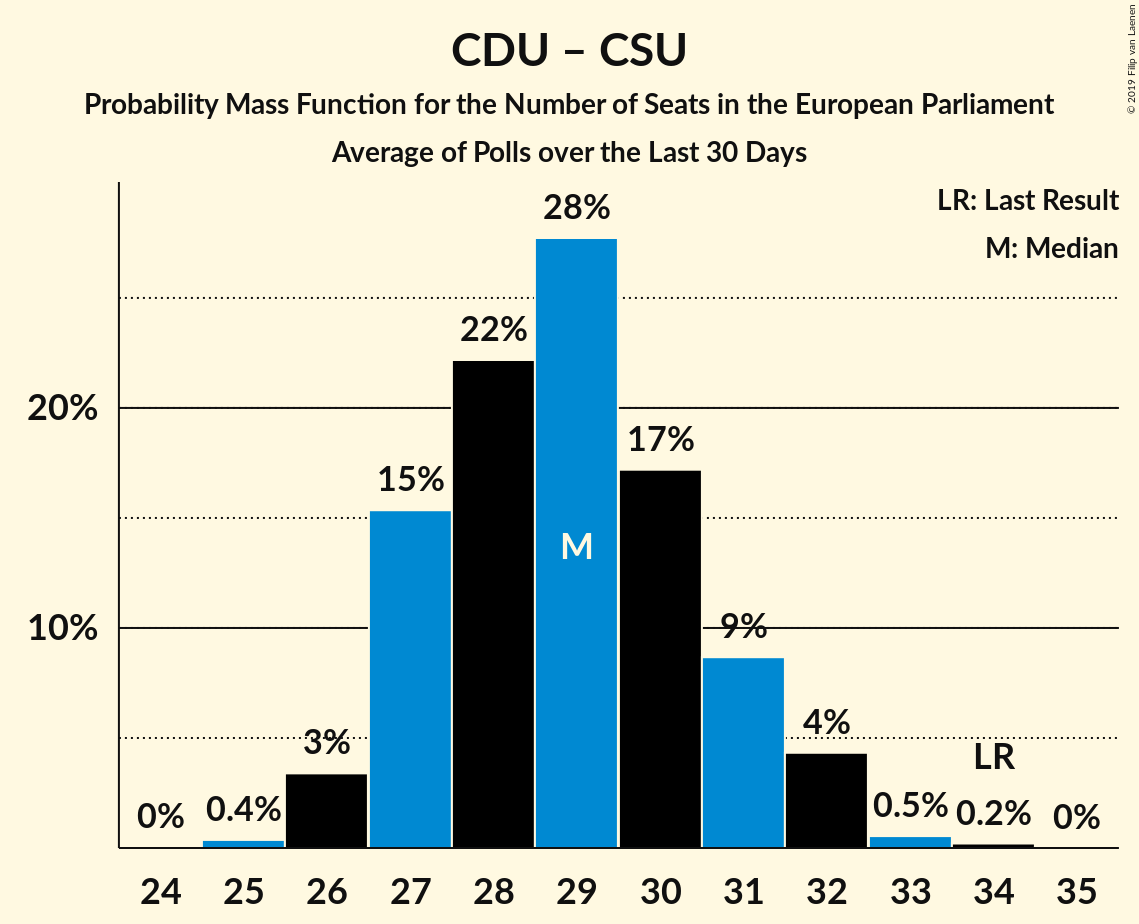 CDU – CSU
Probability Mass Function for the Number of Seats in the European Parliament
Average of Polls over the Last 30 Days
© 2019 Filip van Laenen
LR: Last Result
M: Median
28%
22%
20%
17%
15%
M
10%
9%
4%
3%
LR
0%
0.4%
0.5%
0.2%
0%
24 25 26 27 28 29 30 31 32 33 34 35